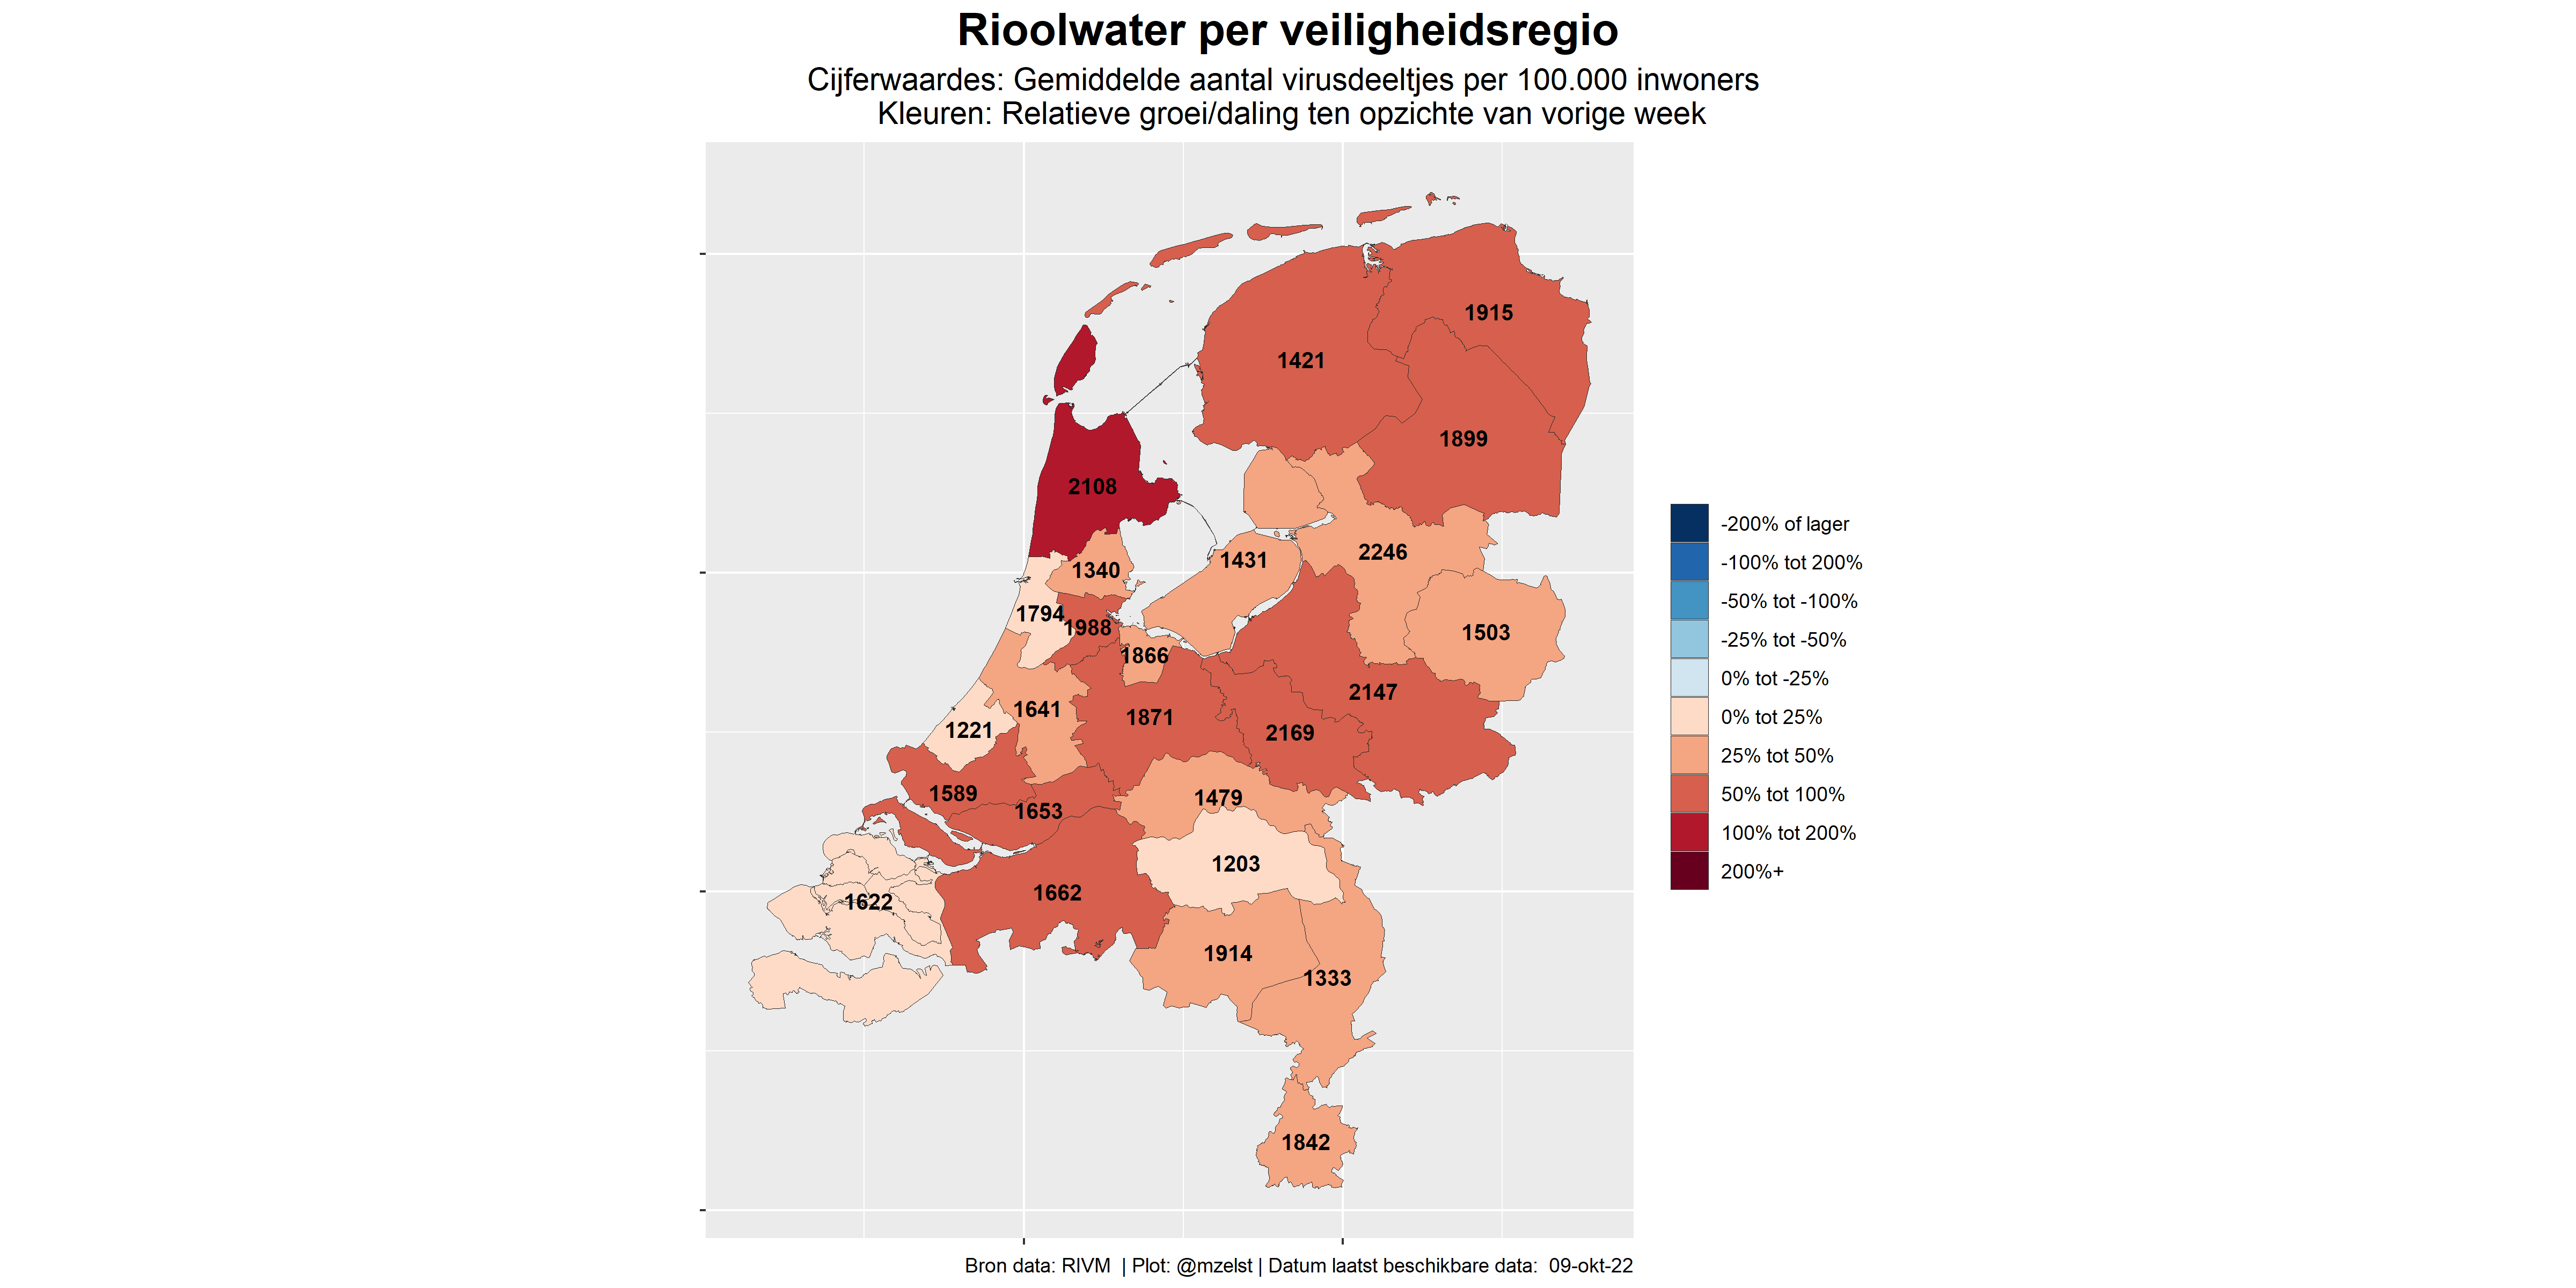 Rioolwater per veiligheidsregio
Cijferwaardes: Gemiddelde aantal virusdeeltjes per 100.000 inwoners
Kleuren: Relatieve groei/daling ten opzichte van vorige week
1915
1421
1899
2108
2246
1431
1340
1794
1988
1503
1866
2147
1641
1871
1221
2169
1589
1479
1653
1203
1662
1622
1914
1333
1842
-200% of lager
-100% tot 200%
-50% tot -100%
-25% tot -50%
0% tot -25%
0% tot 25%
25% tot 50%
50% tot 100%
100% tot 200%
200%+
Bron data: RIVM | Plot: @mzelst | Datum laatst beschikbare data: 09-okt-22